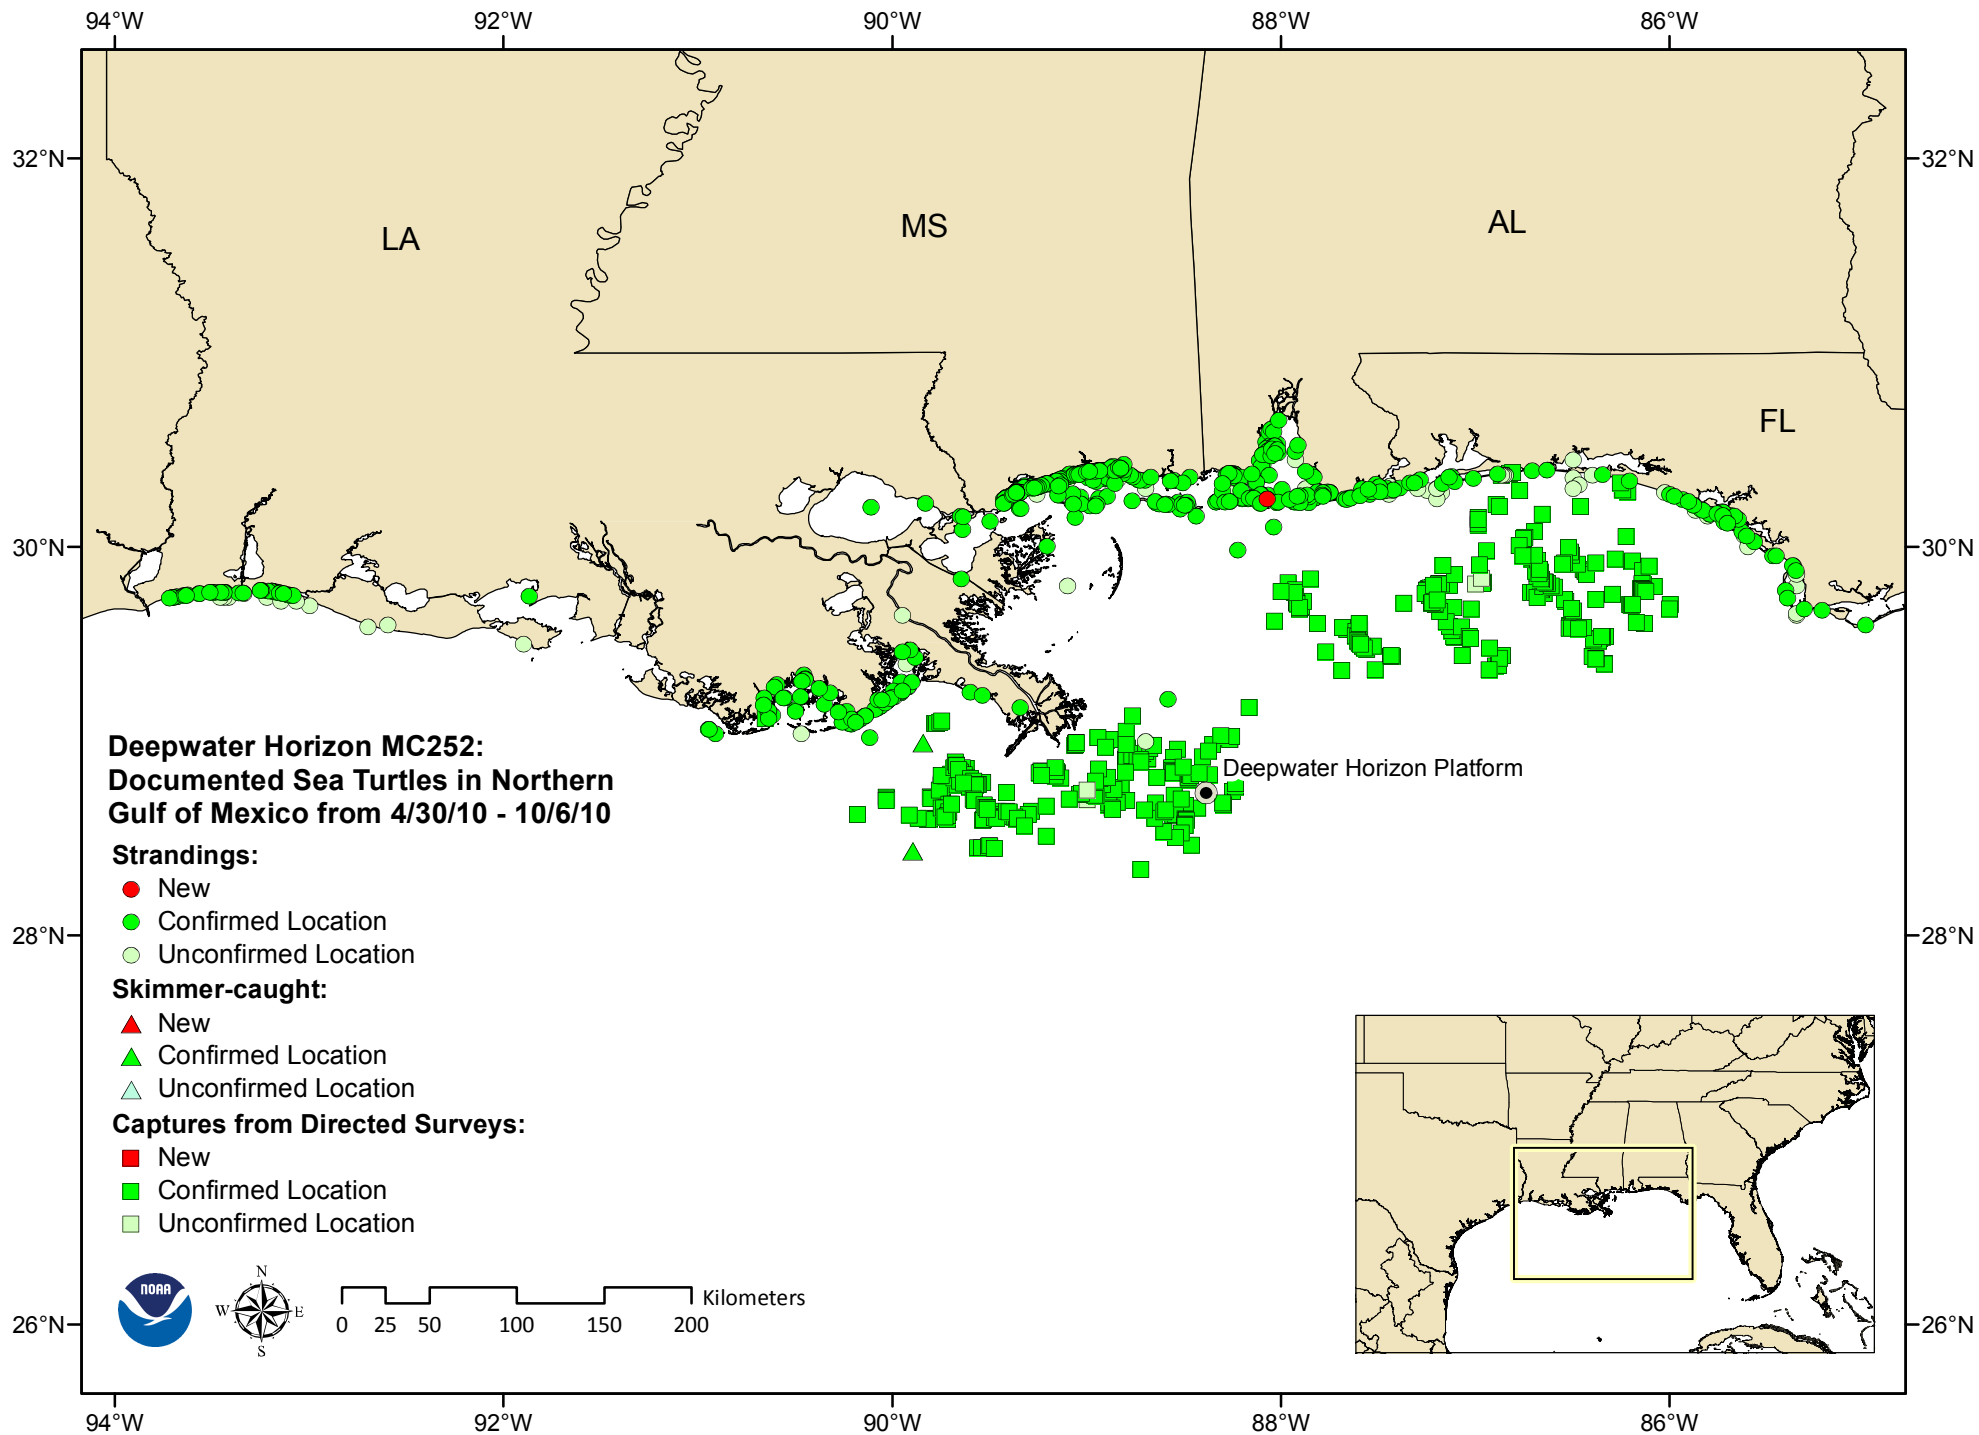 94°W 92°W 90°W 88°W 86°W
32°N 32°N
LA MS AL
FL
30°N 30°N
Deepwater Horizon Platform
Deepwater Horizon MC252:
Documented Sea Turtles in Northern
Gulf of Mexico from 4/30/10 - 10/6/10
Strandings:
New
Confirmed Location
Unconfirmed Location
28°N 28°N
Skimmer-caught:
New
Confirmed Location
Unconfirmed Location
Captures from Directed Surveys:
New
Confirmed Location
Unconfirmed Location
NOAA
N
W E
S
Kilometers
0 25 50 100 150 200
26°N 26°N
94°W 92°W 90°W 88°W 86°W